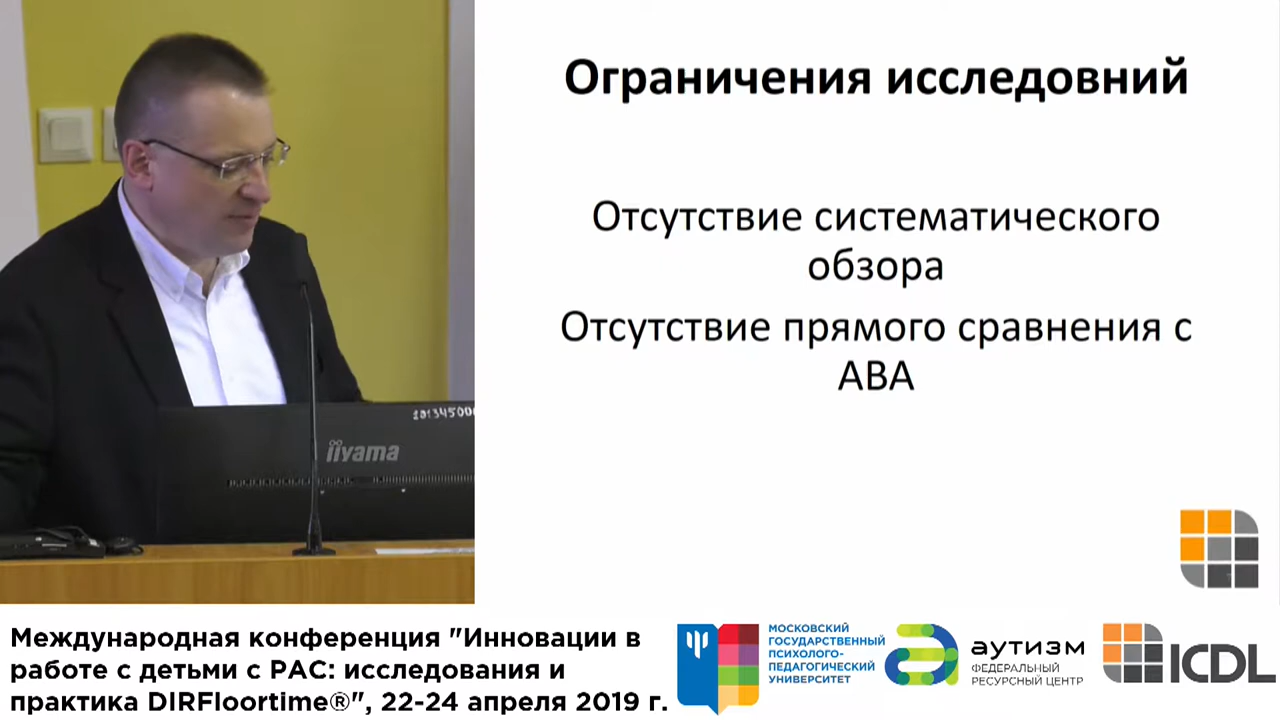 Ограничения исследовний
Отсутствие систематического
обзора
Отсутствие прямого сравнения с
АВА
iiyama
Международная конференция "Инновации в
работе с детьми с РАС: исследования и
практика DIRFloortime®", 22-24 апреля 2019 г.
МОСКОВСКИЙ
ГОСУДАРСТВЕННЫЙ
ПСИХОЛОГО-
ПЕДАГОГИЧЕСКИЙ
УНИВЕРСИТЕТ
аутизм
ФЕДЕРАЛЬНЫЙ
РЕСУРСНЫЙ ЦЕНТР
ICDL